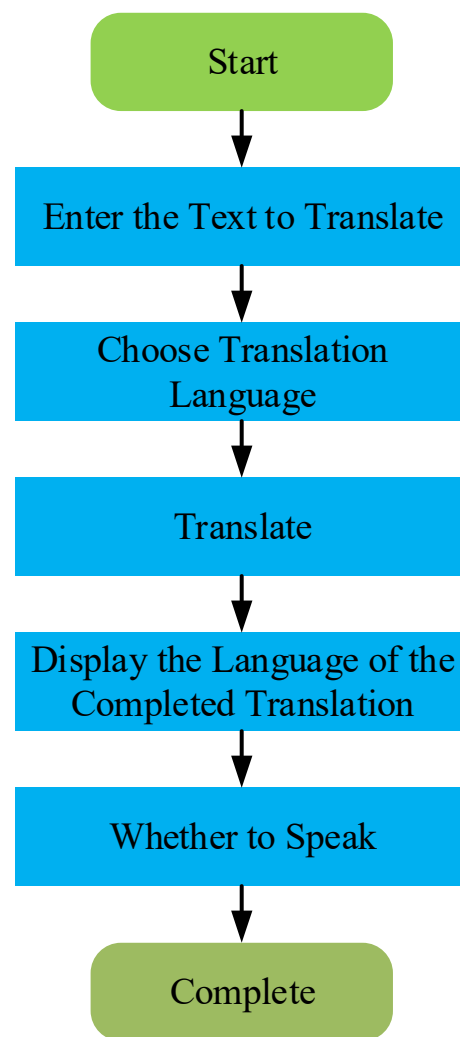 Start
Enter the Text to Translate
Choose Translation
Language
Translate
Display the Language of the
Completed Translation
Whether to Speak
Complete